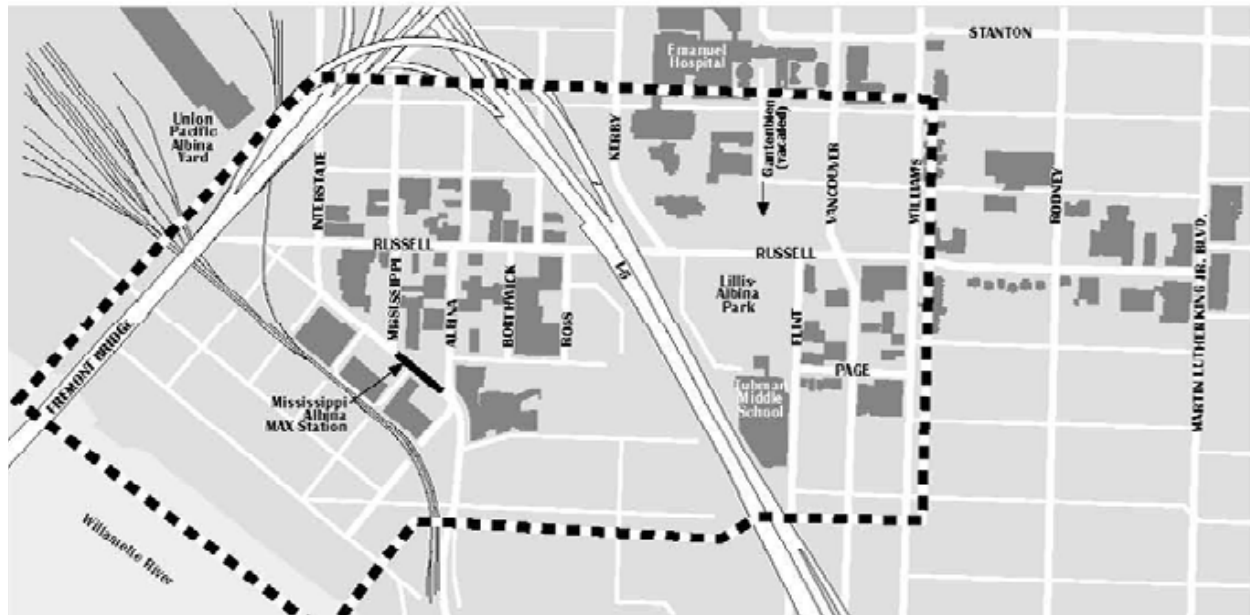 STANTON
Emanuel
Hospital
Union
Pacific
Albina
Yard
KERBY
Gantenbien
(vacated)
VANCOUVER
WILLIAMS
RODNEY
MARTIN LUTHER KING JR. BLVD.
INTERSTATE
RUSSELL
RUSSELL
I-5
MISSISSIPPI
ALBINA
BORTHWICK
ROSS
Lillis-
Albina
Park
FLINT
PAGE
FREMONT BRIDGE
Mississippi
Albina
MAX Station
Tubman
Middle
School
Willamette River